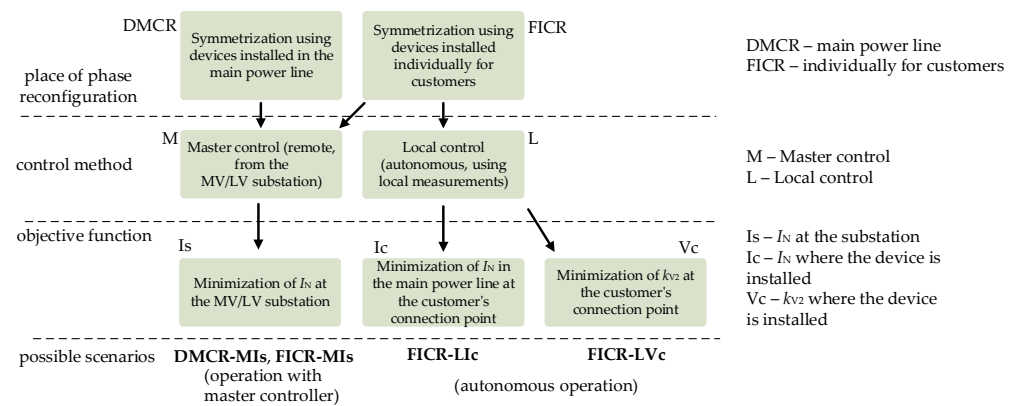 DMCR
Symmetrization using
devices installed in the
main power line
Symmetrization using
devices installed
individually for
customers
FICR
DMCR – main power line
FICR – individually for customers
place of phase
reconfiguration
control method
M
Master control (remote,
from the
MV/LV substation)
Local control
(autonomous, using
local measurements)
L
M – Master control
L – Local control
objective function
Is
Minimization of IN at
the MV/LV substation
Ic
Minimization of IN in
the main power line at
the customer's
connection point
Vc
Minimization of kV2 at
the customer's
connection point
Is – IN at the substation
Ic – IN where the device is
installed
Vc – kV2 where the device
is installed
possible scenarios
DMCR-MIs, FICR-MIs
(operation with
master controller)
FICR-LIc
FICR-LVc
(autonomous operation)